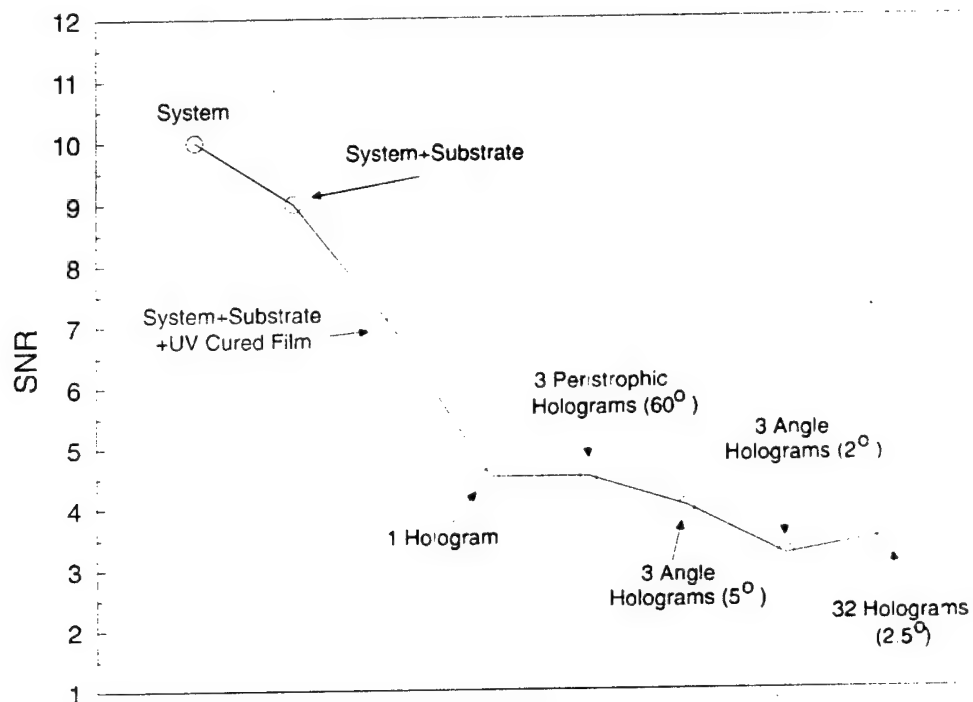 12
11
10
9
8
7
6
5
4
3
2
1
SNR
System
System+Substrate
System+Substrate
+UV Cured Film
1 Hologram
3 Peristrophic
Holograms (60°)
3 Angle
Holograms (5°)
3 Angle
Holograms (2°)
32 Holograms
(2.5°)